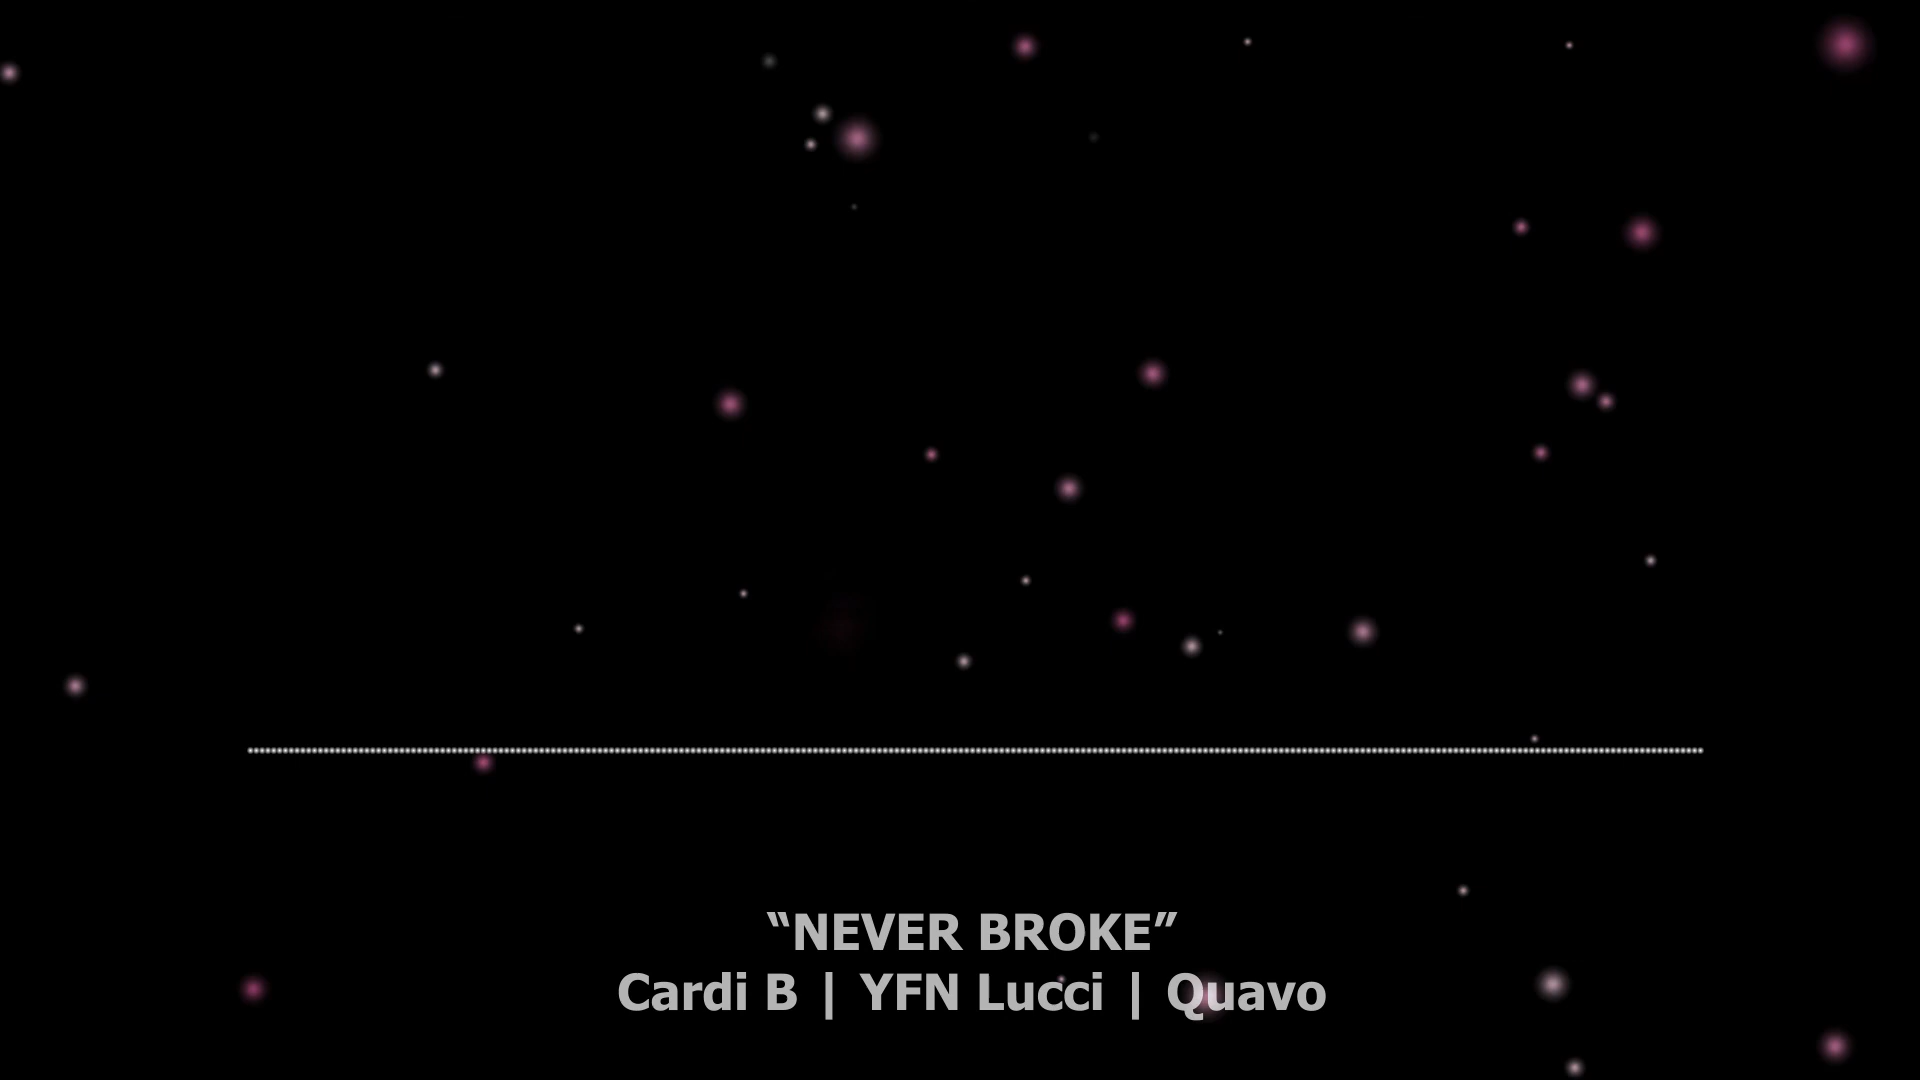 “NEVER BROKE”
Cardi B | YFN Lucci | Quavo